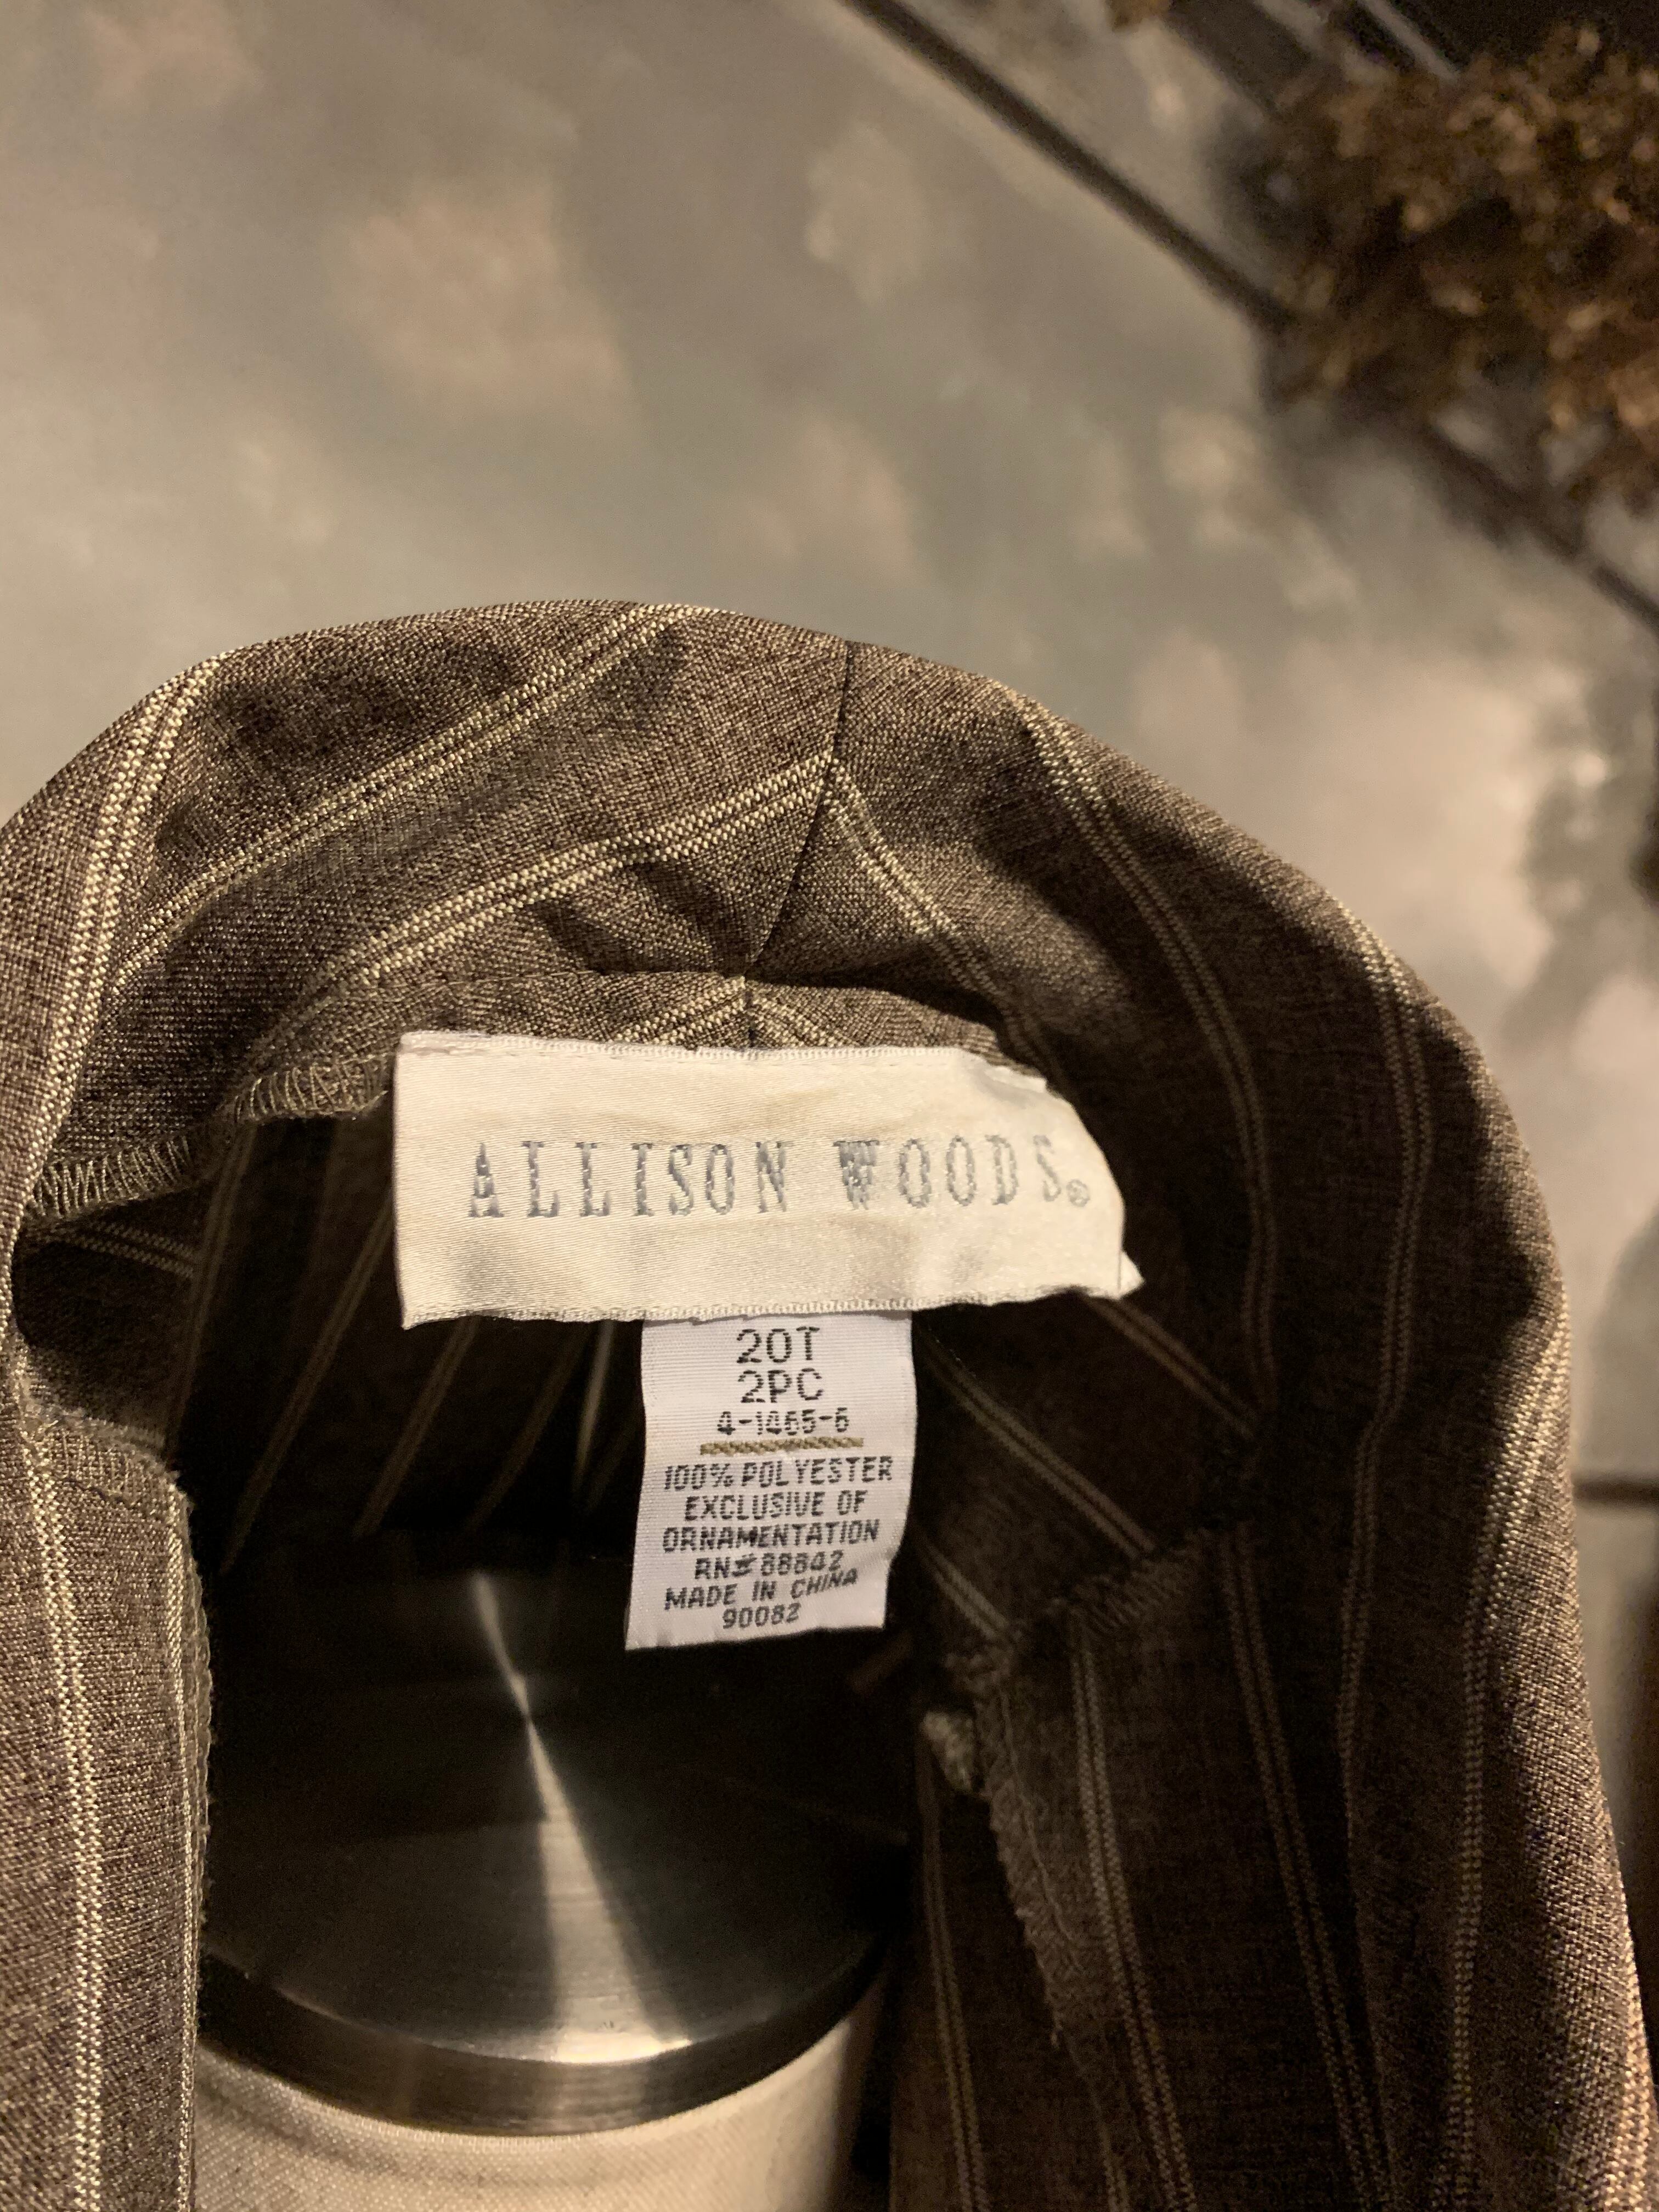 ALLISON WOODS®
20T
2PC
4-1465-6
100% POLYESTER
EXCLUSIVE OF
ORNAMENTATION
RN#88842
MADE IN CHINA
90082